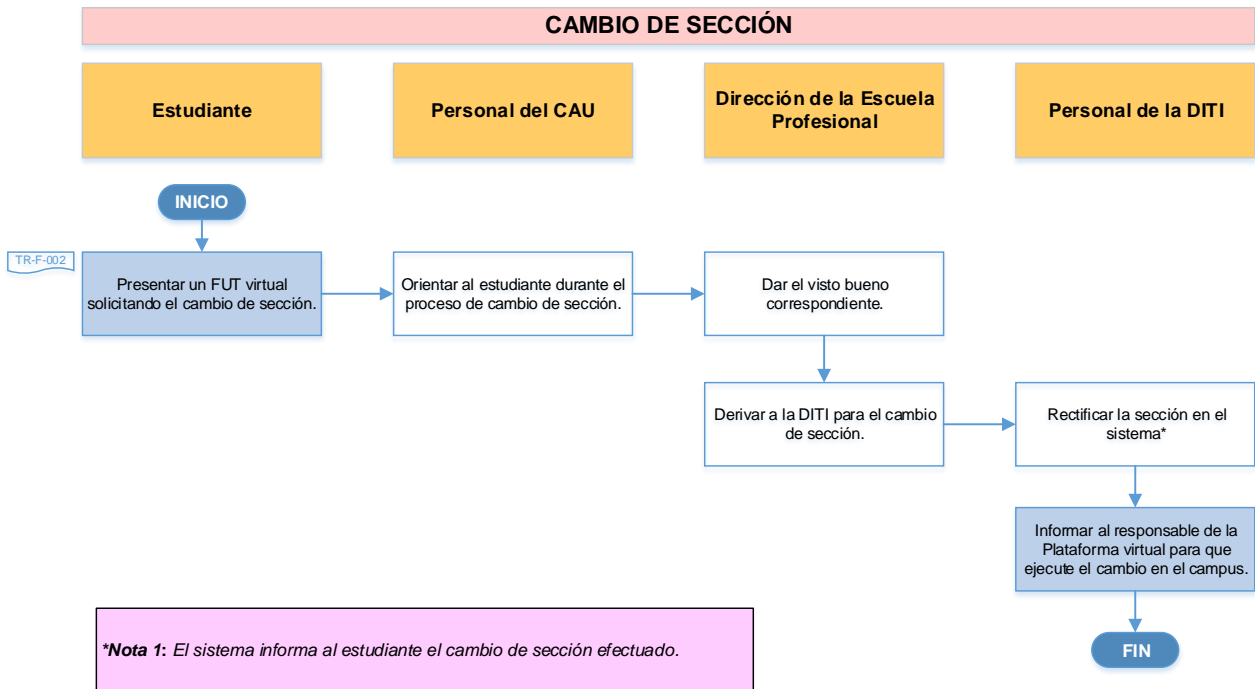 CAMBIO DE SECCIÓN
Estudiante
Personal del CAU
Dirección de la Escuela
Profesional
Personal de la DITI
INICIO
TR-F-002
Presentar un FUT virtual
solicitando el cambio de sección.
Orientar al estudiante durante el
proceso de cambio de sección.
Dar el visto bueno
correspondiente.
Derivar a la DITI para el cambio
de sección.
Rectificar la sección en el
sistema*
Informar al responsable de la
Plataforma virtual para que
ejecute el cambio en el campus.
*Nota 1: El sistema informa al estudiante el cambio de sección efectuado.
FIN